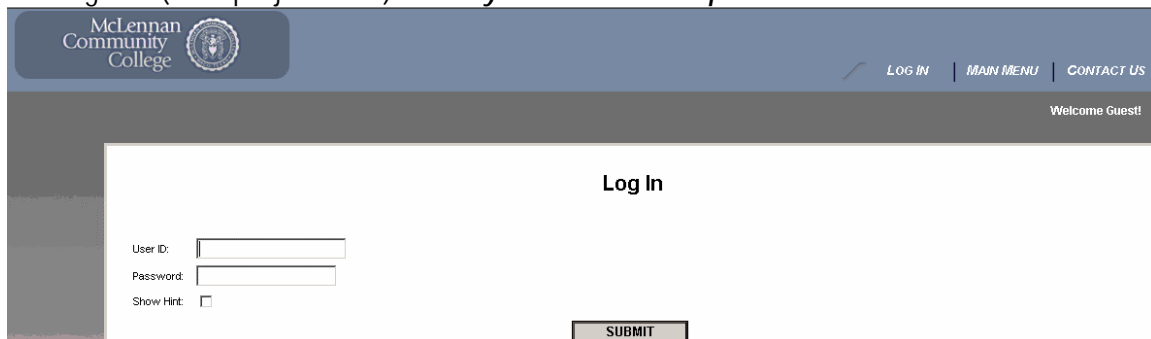 McLennan
Community
College
LOG IN | MAIN MENU | CONTACT US
Welcome Guest!
Log In
User ID:
Password:
Show Hint:
SUBMIT